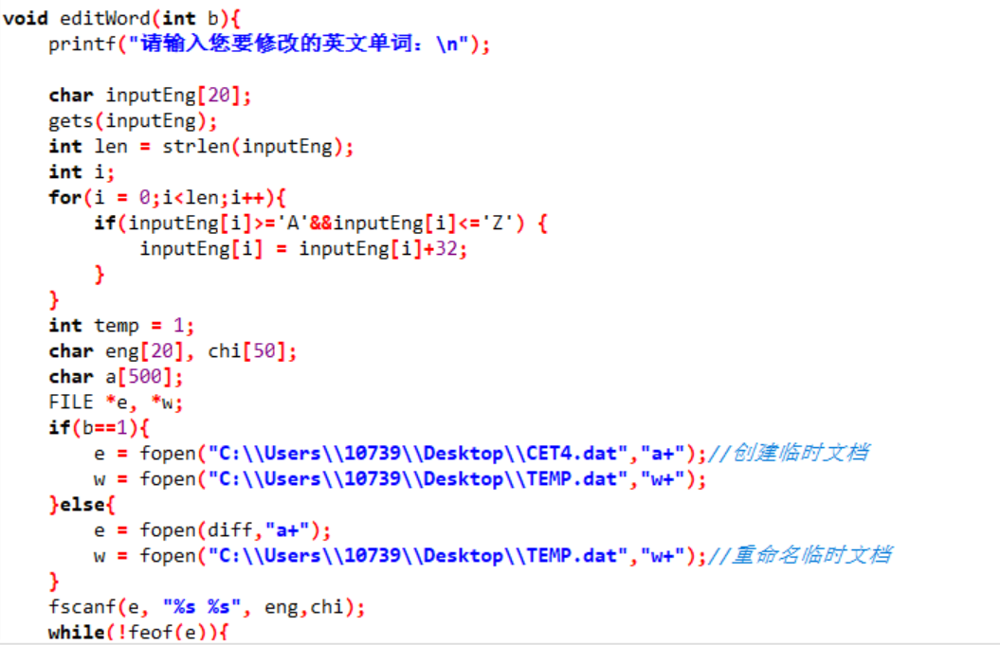 void editWord(int b){
    printf("请输入您要修改的英文单词：\n");

    char inputEng[20];
    gets(inputEng);
    int len = strlen(inputEng);
    int i;
    for(i = 0;i<len;i++){
        if(inputEng[i]>='A'&&inputEng[i]<='Z') {
            inputEng[i] = inputEng[i]+32;
        }
    }
    int temp = 1;
    char eng[20], chi[50];
    char a[500];
    FILE *e, *w;
    if(b==1){
        e = fopen("C:\\Users\\10739\\Desktop\\CET4.dat","a+");//创建临时文档
        w = fopen("C:\\Users\\10739\\Desktop\\TEMP.dat","w+");
    }else{
        e = fopen(diff,"a+");
        w = fopen("C:\\Users\\10739\\Desktop\\TEMP.dat","w+");//重命名临时文档
    }
    fscanf(e, "%s %s", eng,chi);
    while(!feof(e)){